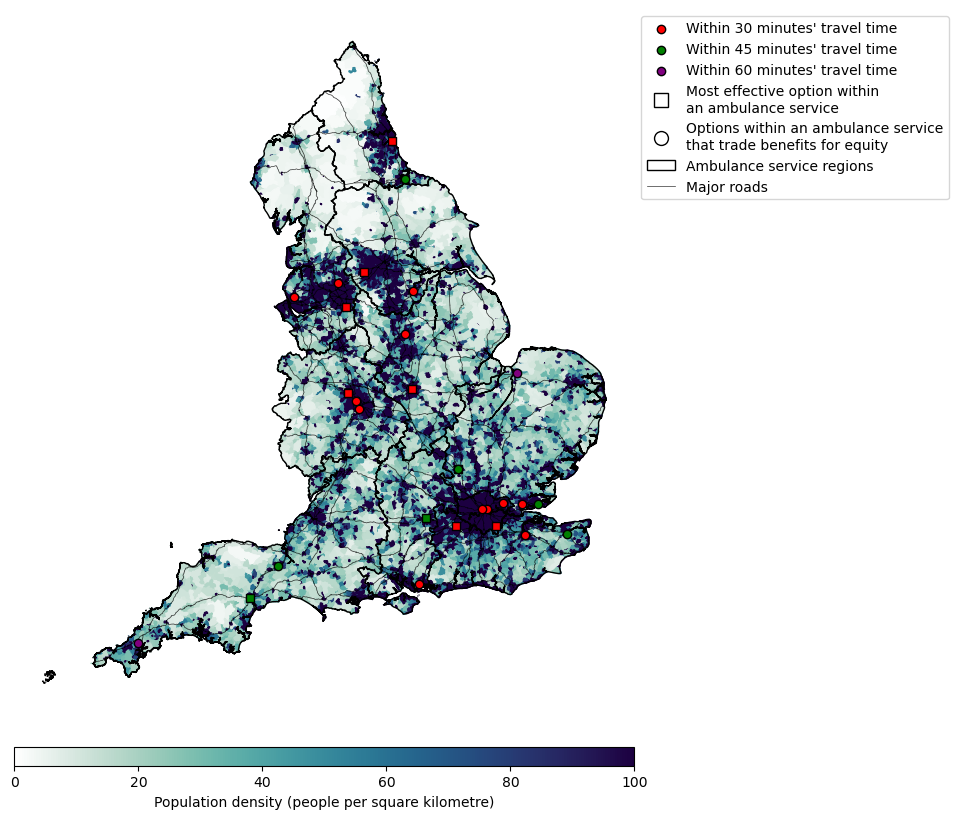 Within 30 minutes' travel time
Within 45 minutes' travel time
Within 60 minutes' travel time
Most effective option within
an ambulance service
Options within an ambulance service
that trade benefits for equity
Ambulance service regions
Major roads
0 20 40 60 80 100
Population density (people per square kilometre)